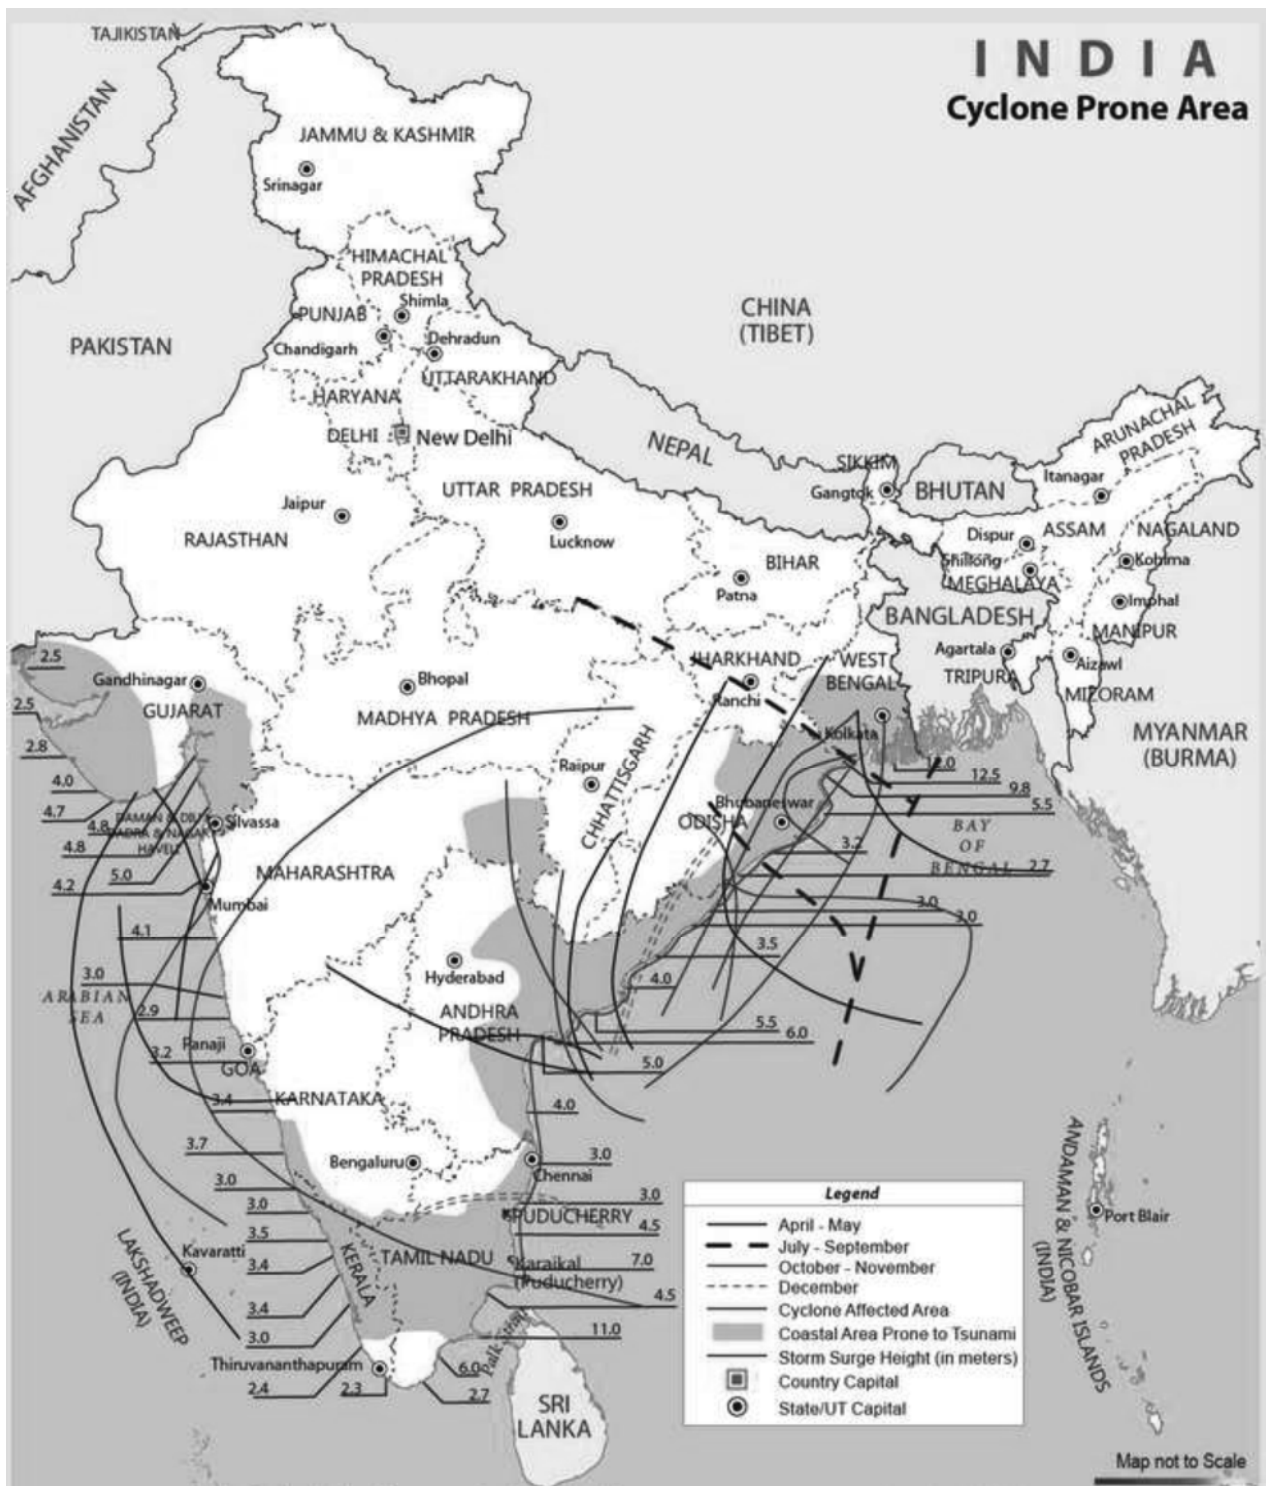 TAJIKISTAN
I N D I A
Cyclone Prone Area
AFGHANISTAN
JAMMU & KASHMIR
Srinagar
HIMACHAL
PRADESH
Shimla
PUNJAB
CHINA
(TIBET)
PAKISTAN
Chandigarh
Dehradun
UTTARAKHAND
HARYANA
DELHI
New Delhi
NEPAL
ARUNACHAL
PRADESH
SIKKIM
Gangtok
BHUTAN
Itanagar
UTTAR PRADESH
Jaipur
Lucknow
RAJASTHAN
Dispur
ASSAM
NAGALAND
Shillong
Kohima
MEGHALAYA
BIHAR
Patna
Imphal
BANGLADESH
MANIPUR
Agartala
Aizawl
TRIPURA
MIZORAM
JHARKHAND
WEST
BENGAL
Ranchi
2.5
Gandhinagar
GUJARAT
2.5
Bhopal
MADHYA PRADESH
Kolkata
MYANMAR
(BURMA)
2.8
4.0
4.7
4.8
4.8
5.0
4.2
DAMAN & DIU
DADRA & NAGAR
HAVELI
Silvassa
Raipur
CHHATTISGARH
12.0
12.5
9.8
5.5
Bhubaneswar
ODISHA
BAY
OF
BENGAL
3.2
2.7
MAHARASHTRA
Mumbai
4.1
3.0
3.0
3.5
4.0
3.0
ARABIAN
SEA
2.9
Hyderabad
ANDHRA
PRADESH
5.5
6.0
5.0
Panaji
3.2
GOA
3.4
KARNATAKA
4.0
3.7
Bengaluru
3.0
Chennai
3.0
3.0
3.0
PUDUCHERRY
4.5
3.5
Kavaratti
3.4
KERALA
TAMIL NADU
7.0
Karaikal
(Puducherry)
4.5
LAKSHADWEEP
(INDIA)
3.4
3.0
11.0
Palk Strait
Thiruvananthapuram
6.0
2.4
2.3
2.7
SRI
LANKA
ANDAMAN & NICOBAR ISLANDS
(INDIA)
Port Blair
Legend
April - May
July - September
October - November
December
Cyclone Affected Area
Coastal Area Prone to Tsunami
Storm Surge Height (in meters)
Country Capital
State/UT Capital
Map not to Scale